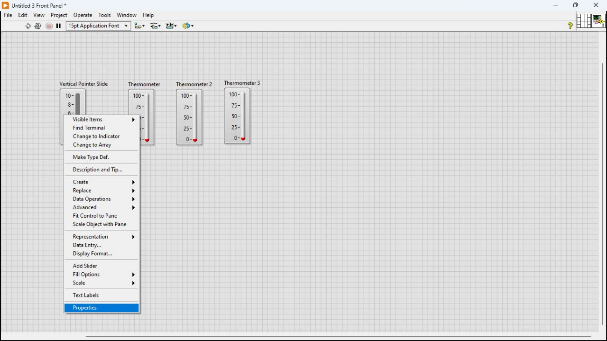 Untitled 3 Front Panel *
File Edit View Project Operate Tools Window Help
15pt Application Font
Vertical Pointer Slide Thermometer Thermometer 2 Thermometer 3
10 100 100 100
8 75 75 75
50 50
25 25
0 0
Visible Items
Find Terminal
Change to Indicator
Change to Array
Make Type Def.
Description and Tip...
Create
Replace
Data Operations
Advanced
Fit Control to Pane
Scale Object with Pane
Representation
Data Entry...
Display Format...
Add Slider
Fill Options
Scale
Text Labels
Properties